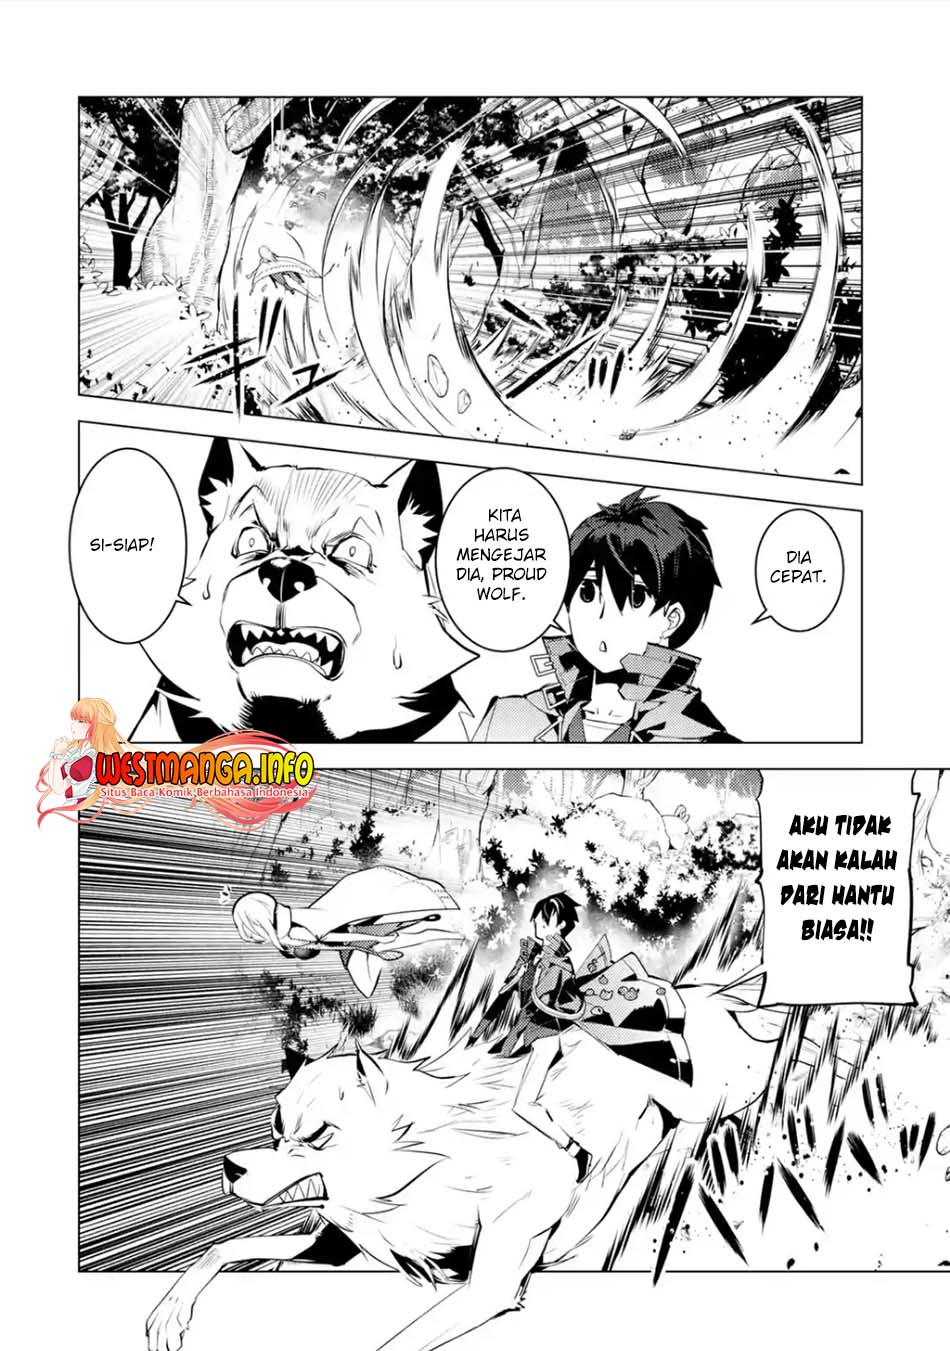 DIA
CEPAT.
KITA
HARUS
MENGEJAR
DIA, PROUD
WOLF.
SI-SIAP!
WESTMANGA.INFO
Situs Baca Komik Berbahasa Indonesia
AKU TIDAK
AKAN KALAH
DARI HANTU
BIASA!!